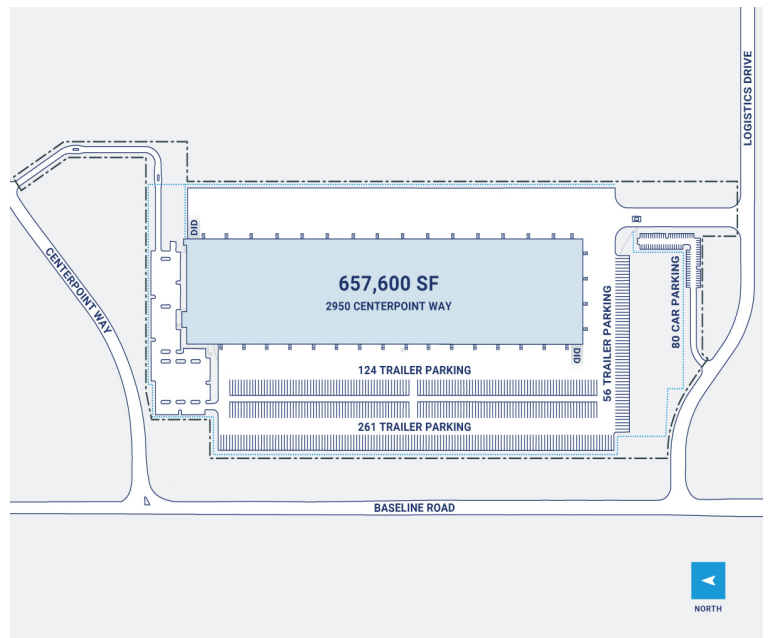 LOGISTICS DRIVE
DID
CENTERPOINT WAY
657,600 SF
2950 CENTERPOINT WAY
80 CAR PARKING
56 TRAILER PARKING
DID
124 TRAILER PARKING
261 TRAILER PARKING
BASELINE ROAD
NORTH